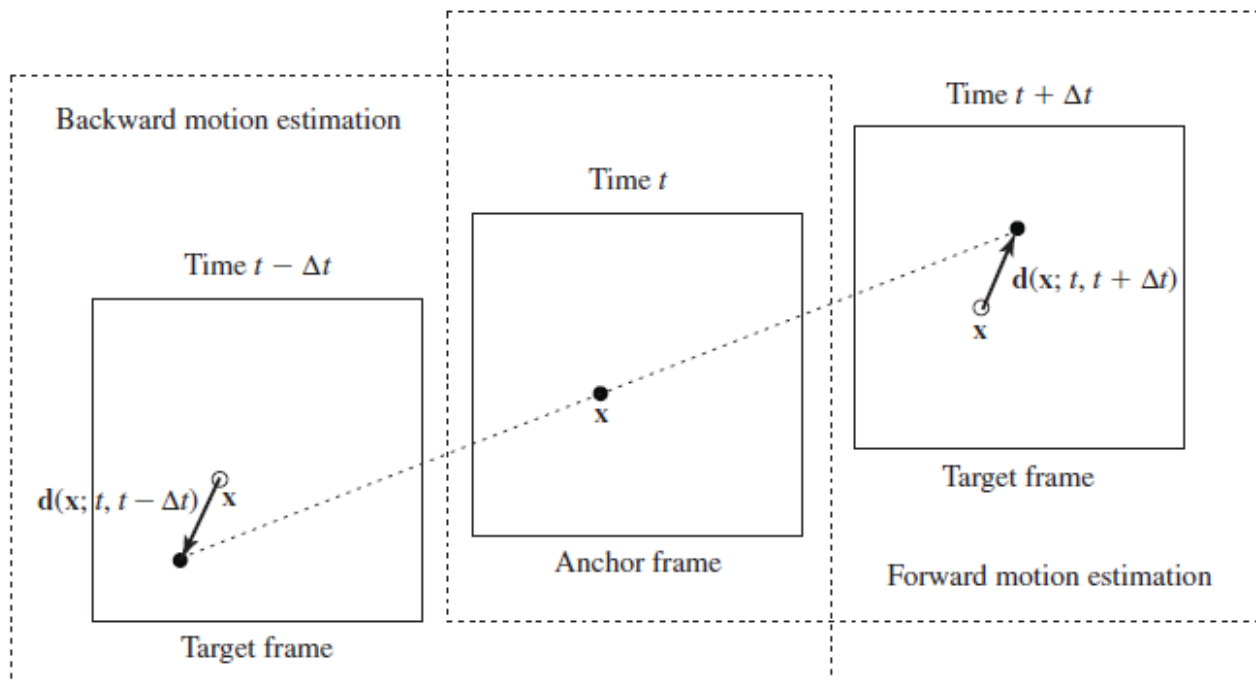 Backward motion estimation
Time t + Δt
Time t
Time t − Δt
d(x; t, t + Δt)
x
x
d(x; t, t − Δt)
x
Target frame
Anchor frame
Forward motion estimation
Target frame